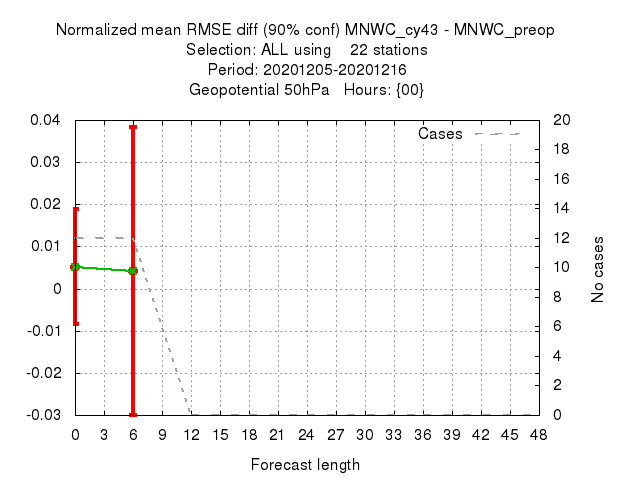 Normalized mean RMSE diff (90% conf) MNWC_cy43 - MNWC_preop
Selection: ALL using 22 stations
Period: 20201205-20201216
Geopotential 50hPa Hours: {00}
Cases
0.04
0.04
0.03
0.02
0.01
0
-0.01
-0.02
-0.03
20
18
16
14
12
10
8
6
4
2
0
No cases
0 3 6 9 12 15 18 21 24 27 30 33 36 39 42 45 48
Forecast length